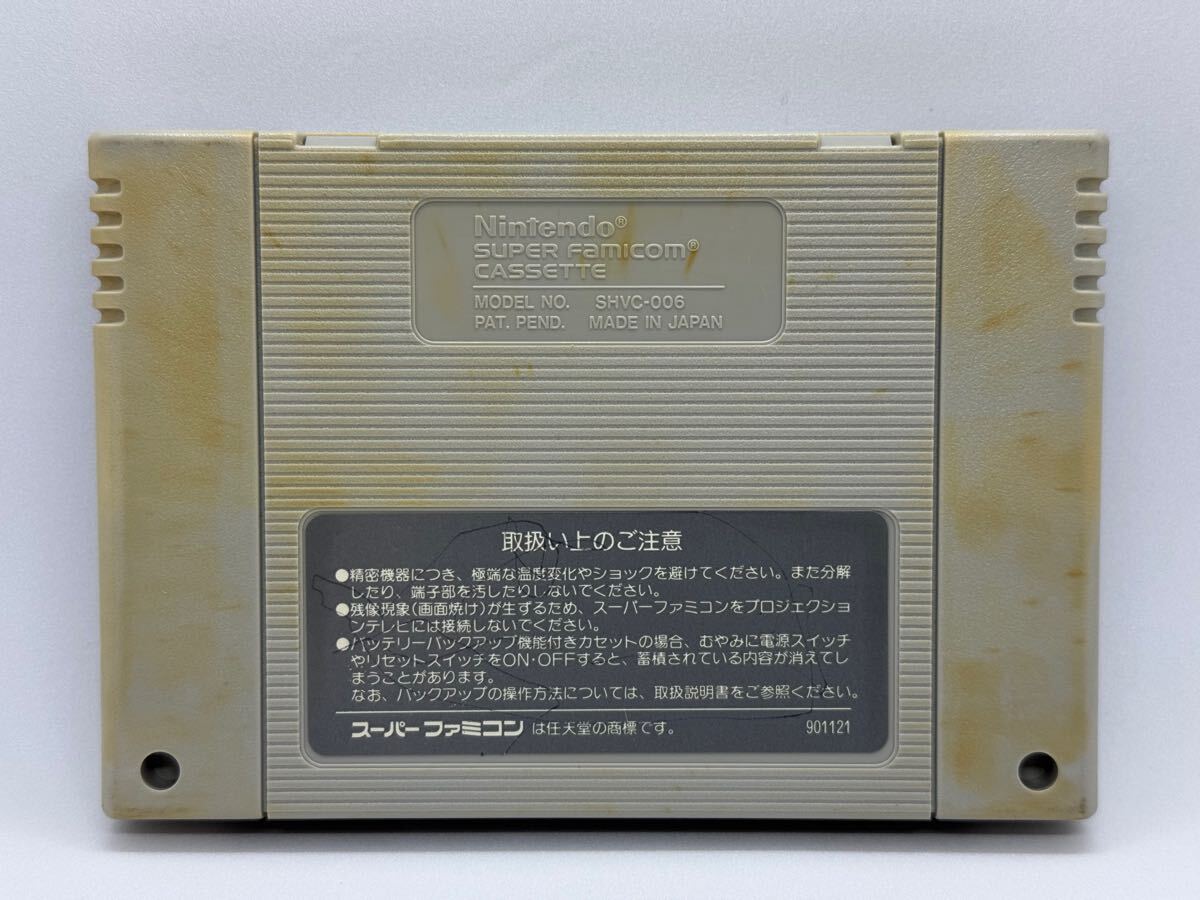 Nintendo®
SUPER FAMICOM®
CASSETTE
MODEL NO. SHVC-006
PAT. PEND. MADE IN JAPAN
取扱い上のご注意
●精密機器につき、極端な温度変化やショックを避けてください。また分解
したり、端子部を汚したりしないでください。
●残像現象(画面焼け)が生ずるため、スーパーファミコンをプロジェクショ
ンテレビには接続しないでください。
●バッテリーバックアップ機能付きカセットの場合、むやみに電源スイッチ
やリセットスイッチをON・OFFすると、蓄積されている内容が消えてし
まうことがあります。
なお、バックアップの操作方法については、取扱説明書をご参照ください。
スーパーファミコン は任天堂の商標です。 901121